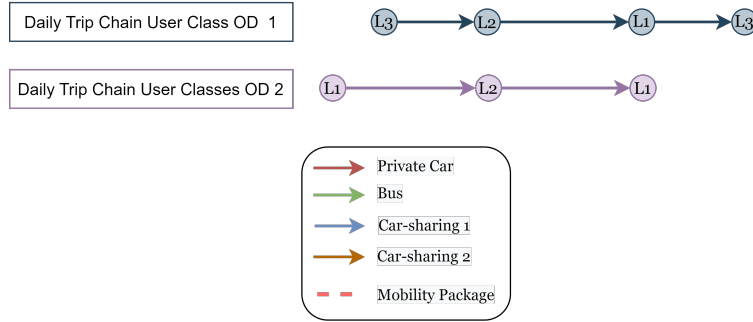 Daily Trip Chain User Class OD 1
L3 L2 L1 L3
Daily Trip Chain User Classes OD 2
L1 L2 L1
Private Car
Bus
Car-sharing 1
Car-sharing 2
Mobility Package